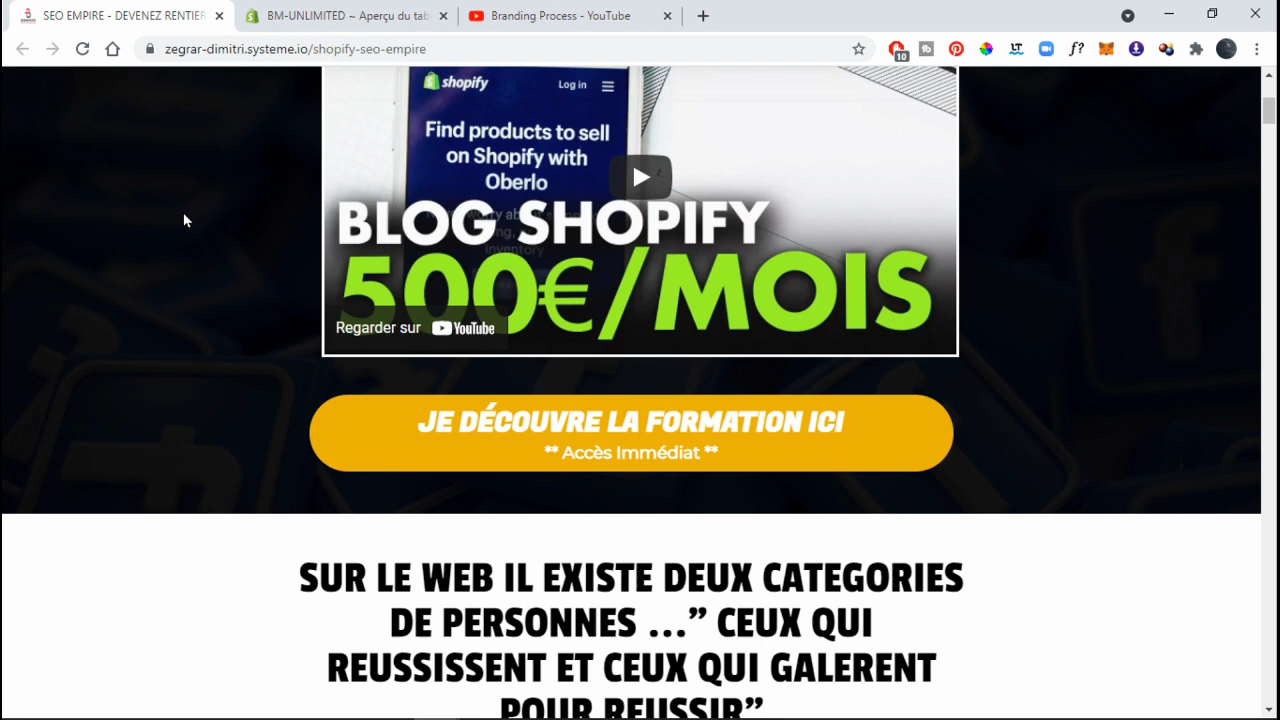 SEO EMPIRE - DEVENEZ RENTIER
BM-UNLIMITED ~ Aperçu du tab
Branding Process - YouTube
zegrar-dimitri.systeme.io/shopify-seo-empire
10
LT
f?
shopify
Log in
Find products to sell
on Shopify with
Oberlo
BLOG SHOPIFY
inventory
500€/MOIS
Regarder sur YouTube
JE DÉCOUVRE LA FORMATION ICI
** Accès Immédiat **
SUR LE WEB IL EXISTE DEUX CATEGORIES
DE PERSONNES ...” CEUX QUI
REUSSISSENT ET CEUX QUI GALERENT
POUR REUSSIR”